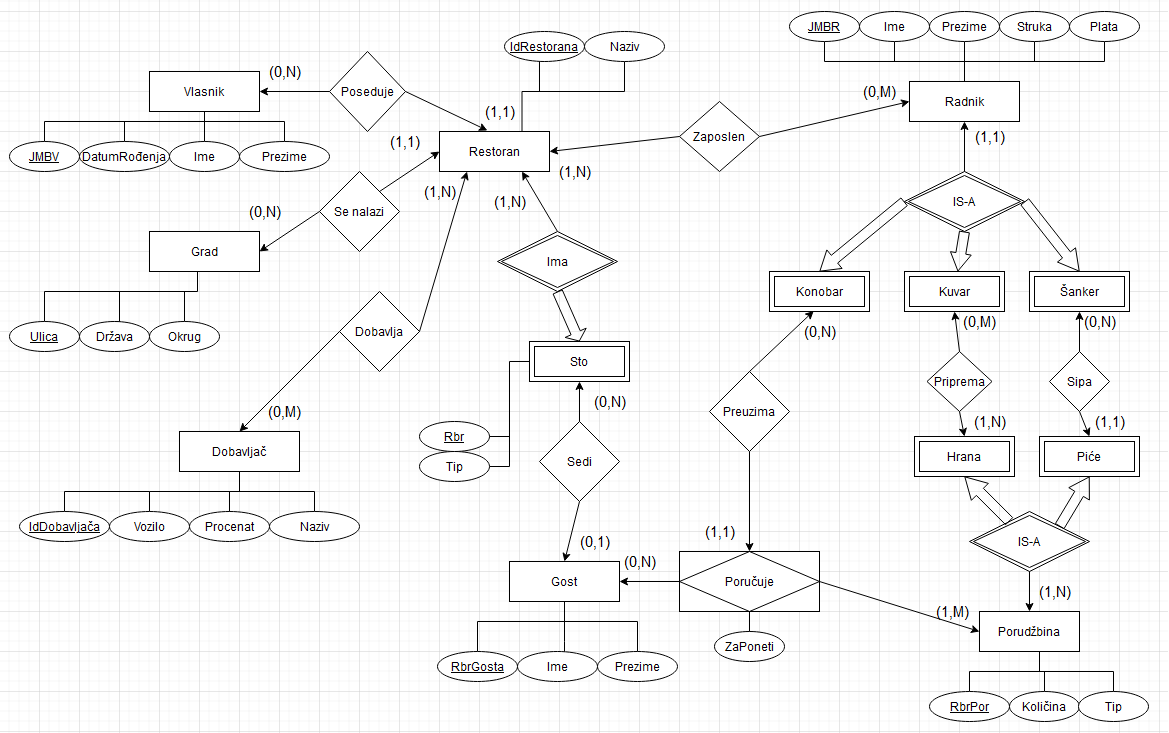 JMBR
Ime
Prezime
Struka
Plata
IdRestorana
Naziv
(0,N)
Vlasnik
Poseduje
(0,M)
Radnik
(1,1)
Zaposlen
(1,1)
(1,1)
JMBV
DatumRođenja
Ime
Prezime
Restoran
(1,N)
(1,N)
(1,N)
IS-A
(0,N)
Se nalazi
Grad
Ima
Konobar
Kuvar
Šanker
Ulica
Država
Okrug
Dobavlja
(0,N)
(0,M)
(0,N)
Sto
Priprema
Sipa
(0,N)
Preuzima
(0,M)
(1,N)
(1,1)
Rbr
Tip
Sedi
Dobavljač
Hrana
Piće
IdDobavljača
Vozilo
Procenat
Naziv
(1,1)
(0,1)
IS-A
(0,N)
Gost
Poručuje
(1,N)
(1,M)
Porudžbina
ZaPoneti
RbrGosta
Ime
Prezime
RbrPor
Količina
Tip